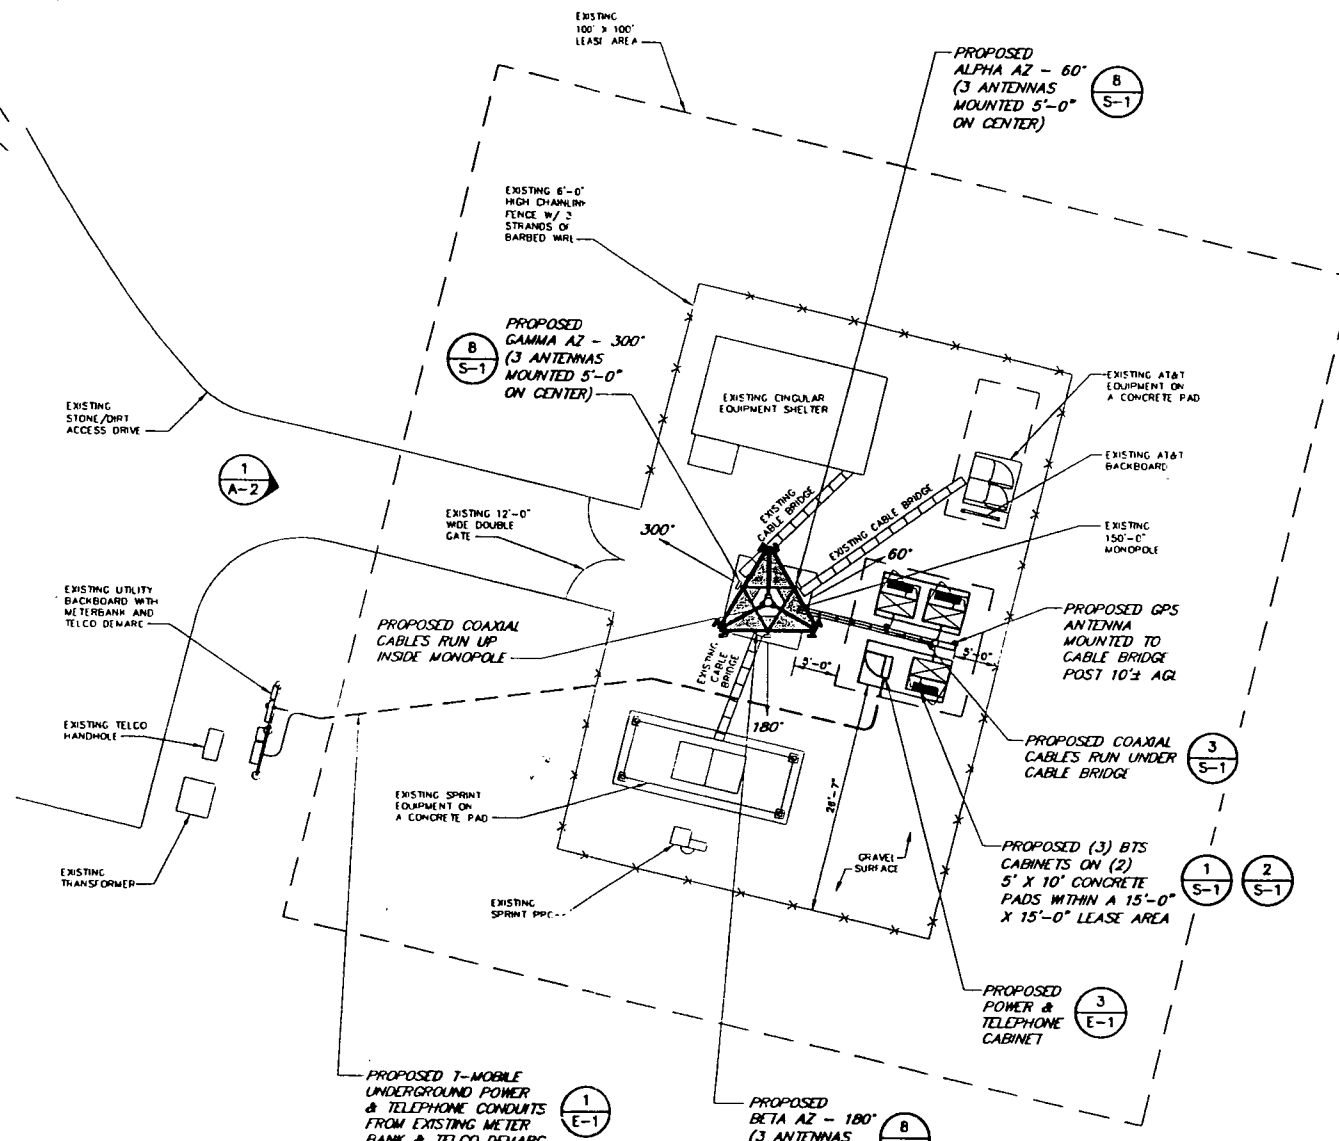 EXISTING
100' X 100'
LEASE AREA
PROPOSED
ALPHA AZ - 60°
(3 ANTENNAS
MOUNTED 5'-0"
ON CENTER)
8
S-1
EXISTING 6'-0"
HIGH CHAINLINK
FENCE W/ 3
STRANDS OF
BARBED WIRE
8
S-1
PROPOSED
GAMMA AZ - 300°
(3 ANTENNAS
MOUNTED 5'-0"
ON CENTER)
EXISTING CINGULAR
EQUIPMENT SHELTER
EXISTING AT&T
EQUIPMENT ON
A CONCRETE PAD
EXISTING
STONE/DIRT
ACCESS DRIVE
1
A-2
EXISTING AT&T
BACKBOARD
EXISTING 12'-0"
WIDE DOUBLE
GATE
300°
EXISTING
CABLE BRIDGE
EXISTING CABLE BRIDGE
60°
EXISTING
150'-0"
MONOPOLE
EXISTING UTILITY
BACKBOARD WITH
METERBANK AND
TELCO DEMARC
PROPOSED COAXIAL
CABLES RUN UP
INSIDE MONOPOLE
EXISTING
CABLE
BRIDGE
5'-0"
5'-0"
PROPOSED GPS
ANTENNA
MOUNTED TO
CABLE BRIDGE
POST 10'± AGL
EXISTING TELCO
HANDHOLE
180°
PROPOSED COAXIAL
CABLES RUN UNDER
CABLE BRIDGE
3
S-1
EXISTING SPRINT
EQUIPMENT ON
A CONCRETE PAD
26'-7"
EXISTING
TRANSFORMER
GRAVEL
SURFACE
PROPOSED (3) BTS
CABINETS ON (2)
5' X 10' CONCRETE
PADS WITHIN A 15'-0"
X 15'-0" LEASE AREA
1
S-1
2
S-1
EXISTING
SPRINT PPC
PROPOSED
POWER &
TELEPHONE
CABINET
3
E-1
PROPOSED T-MOBILE
UNDERGROUND POWER
& TELEPHONE CONDUITS
FROM EXISTING METER
BANK & TELCO DEMARC
1
E-1
PROPOSED
BETA AZ - 180°
(3 ANTENNAS
8